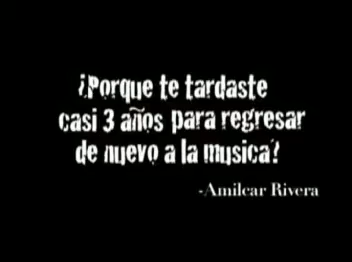 ¿Porque te tardaste
casi 3 años para regresar
de nuevo a la musica?
-Amilcar Rivera